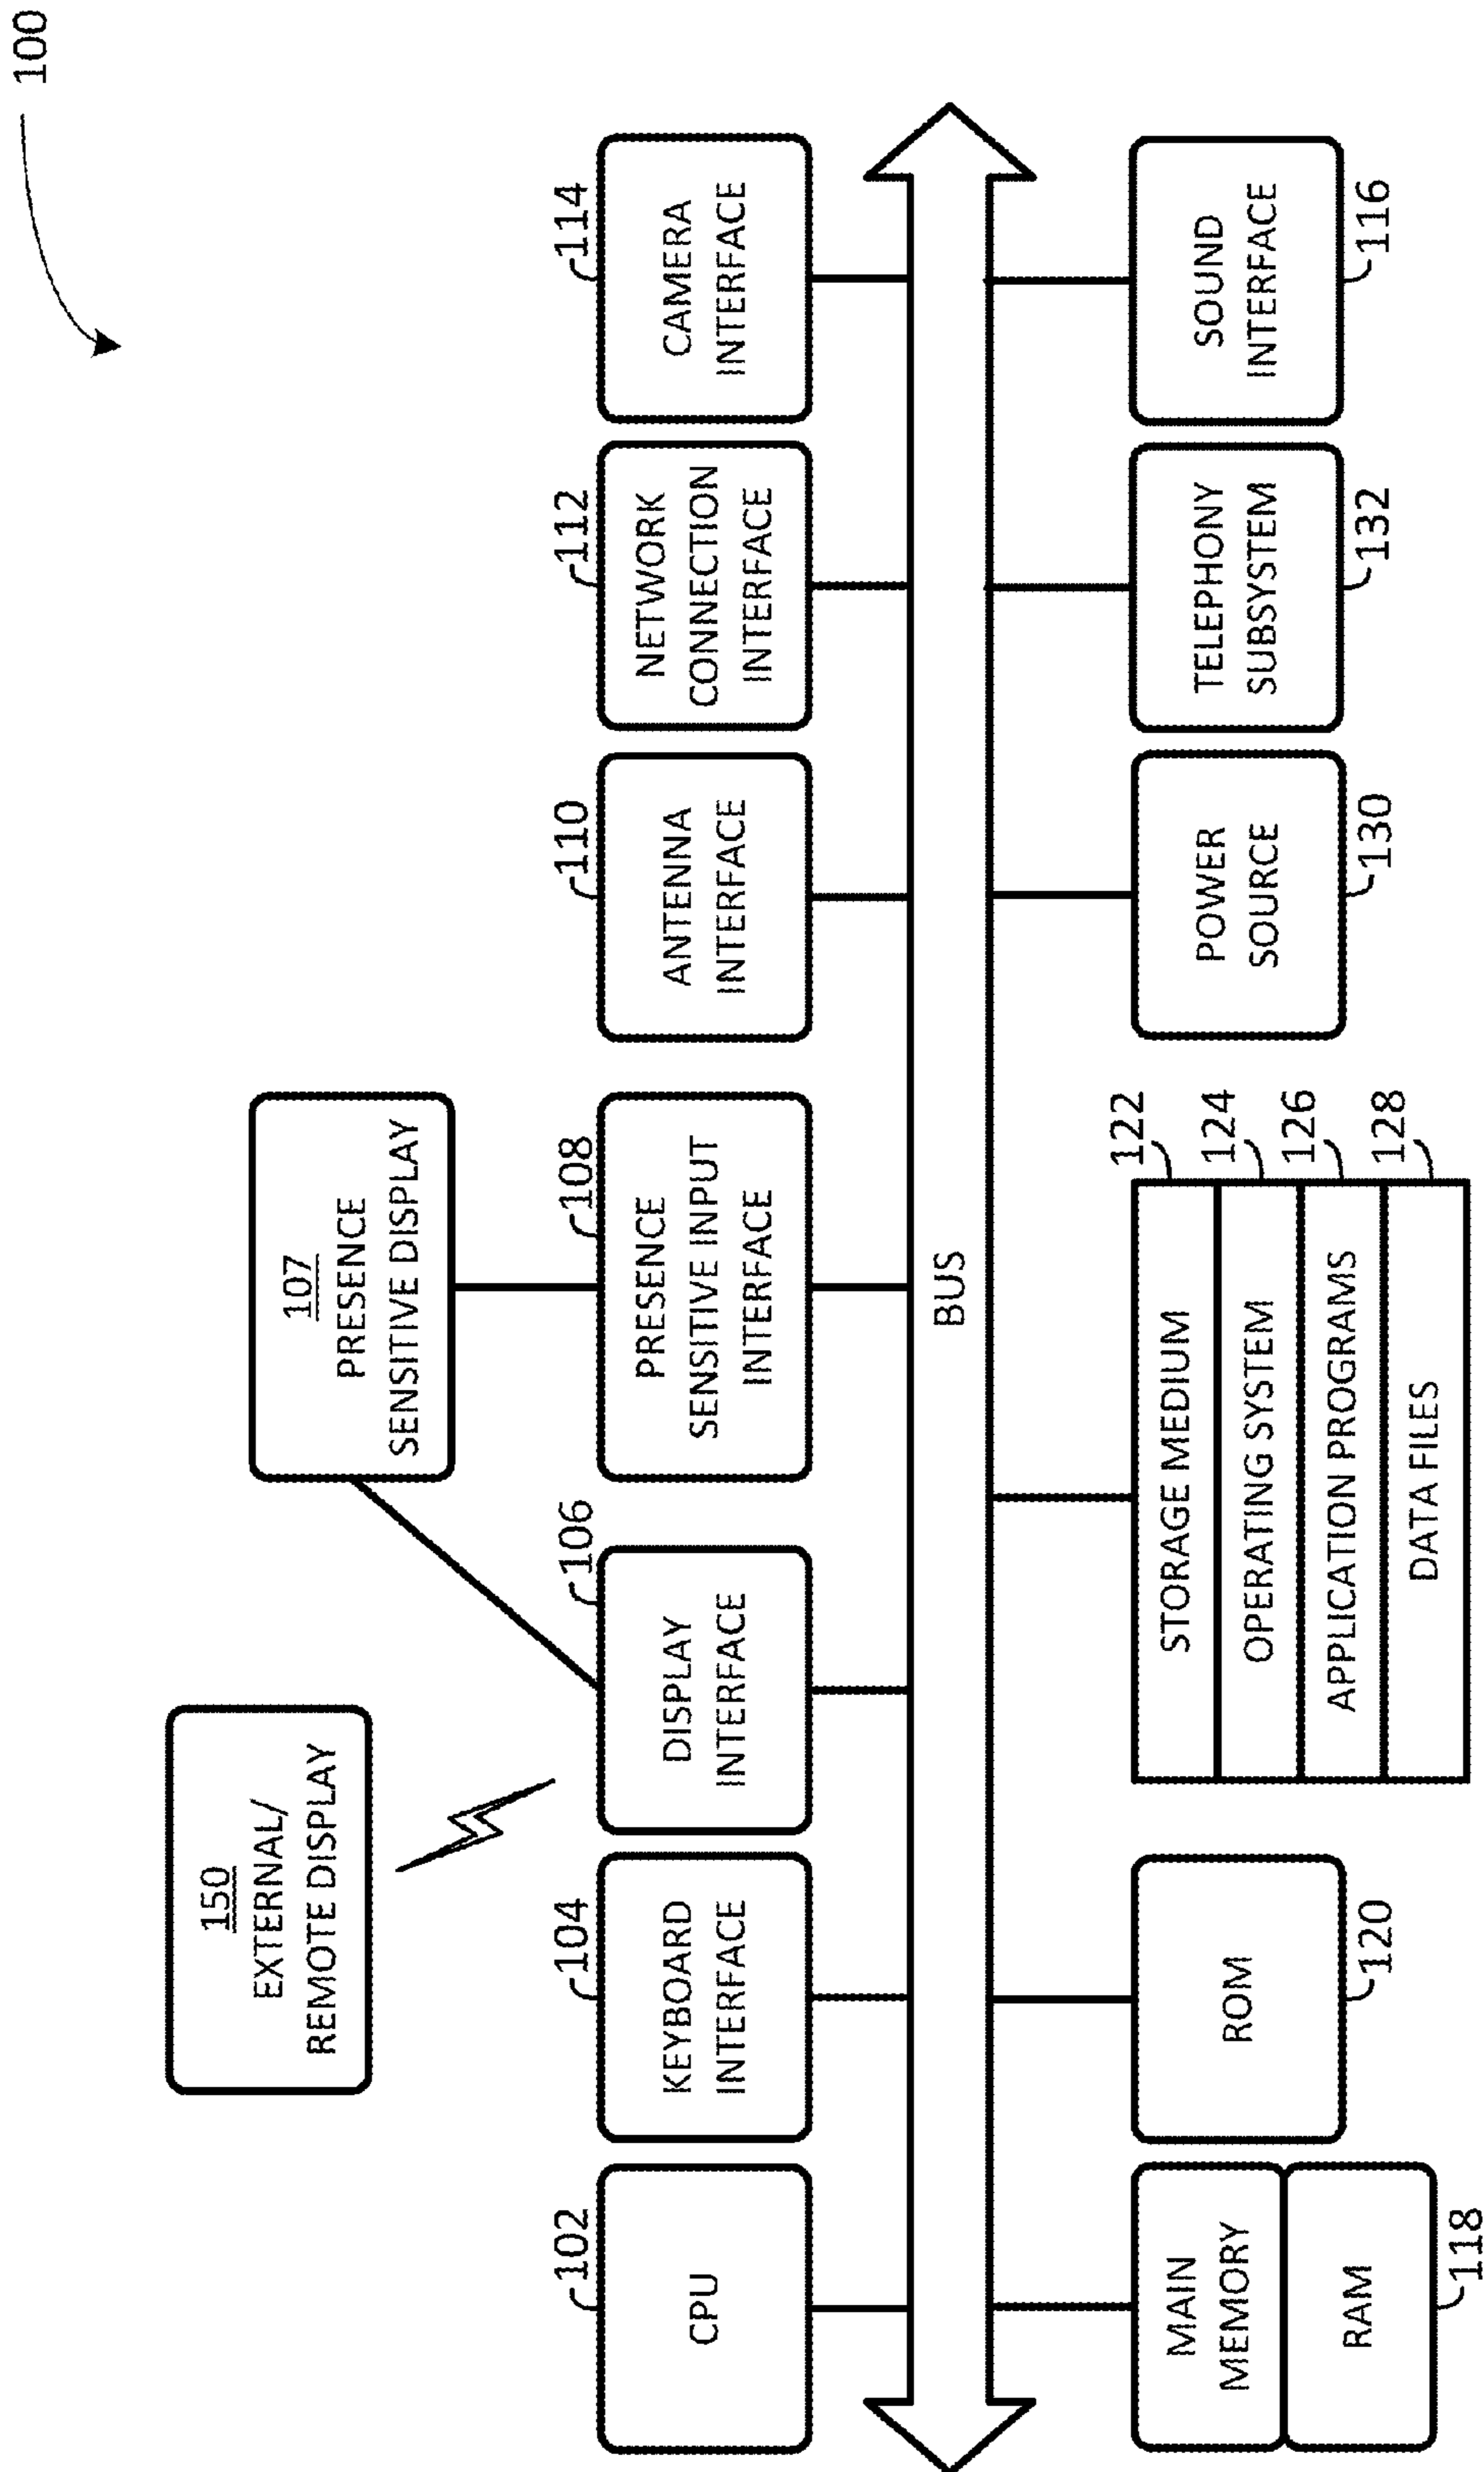 100
150
EXTERNAL/
REMOTE DISPLAY
107
PRESENCE
SENSITIVE DISPLAY
102
CPU
104
KEYBOARD
INTERFACE
106
DISPLAY
INTERFACE
108
PRESENCE
SENSITIVE INPUT
INTERFACE
110
ANTENNA
INTERFACE
112
NETWORK
CONNECTION
INTERFACE
114
CAMERA
INTERFACE
BUS
MAIN
MEMORY
RAM
118
ROM
120
STORAGE MEDIUM
122
OPERATING SYSTEM
124
APPLICATION PROGRAMS
126
DATA FILES
128
POWER
SOURCE
130
TELEPHONY
SUBSYSTEM
132
SOUND
INTERFACE
116